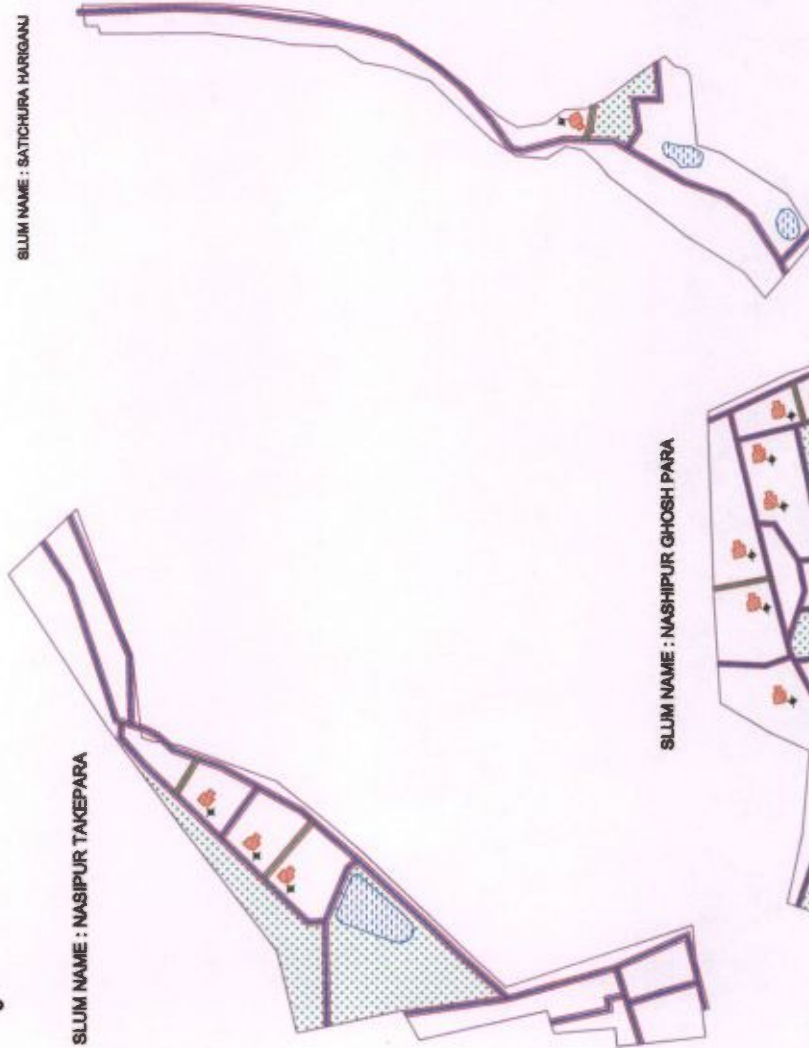 SLUM NAME : SATICHURA HARIGANJ
SLUM NAME : NASIPUR TAKEPARA
SLUM NAME : NASHIPUR GHOSH PARA